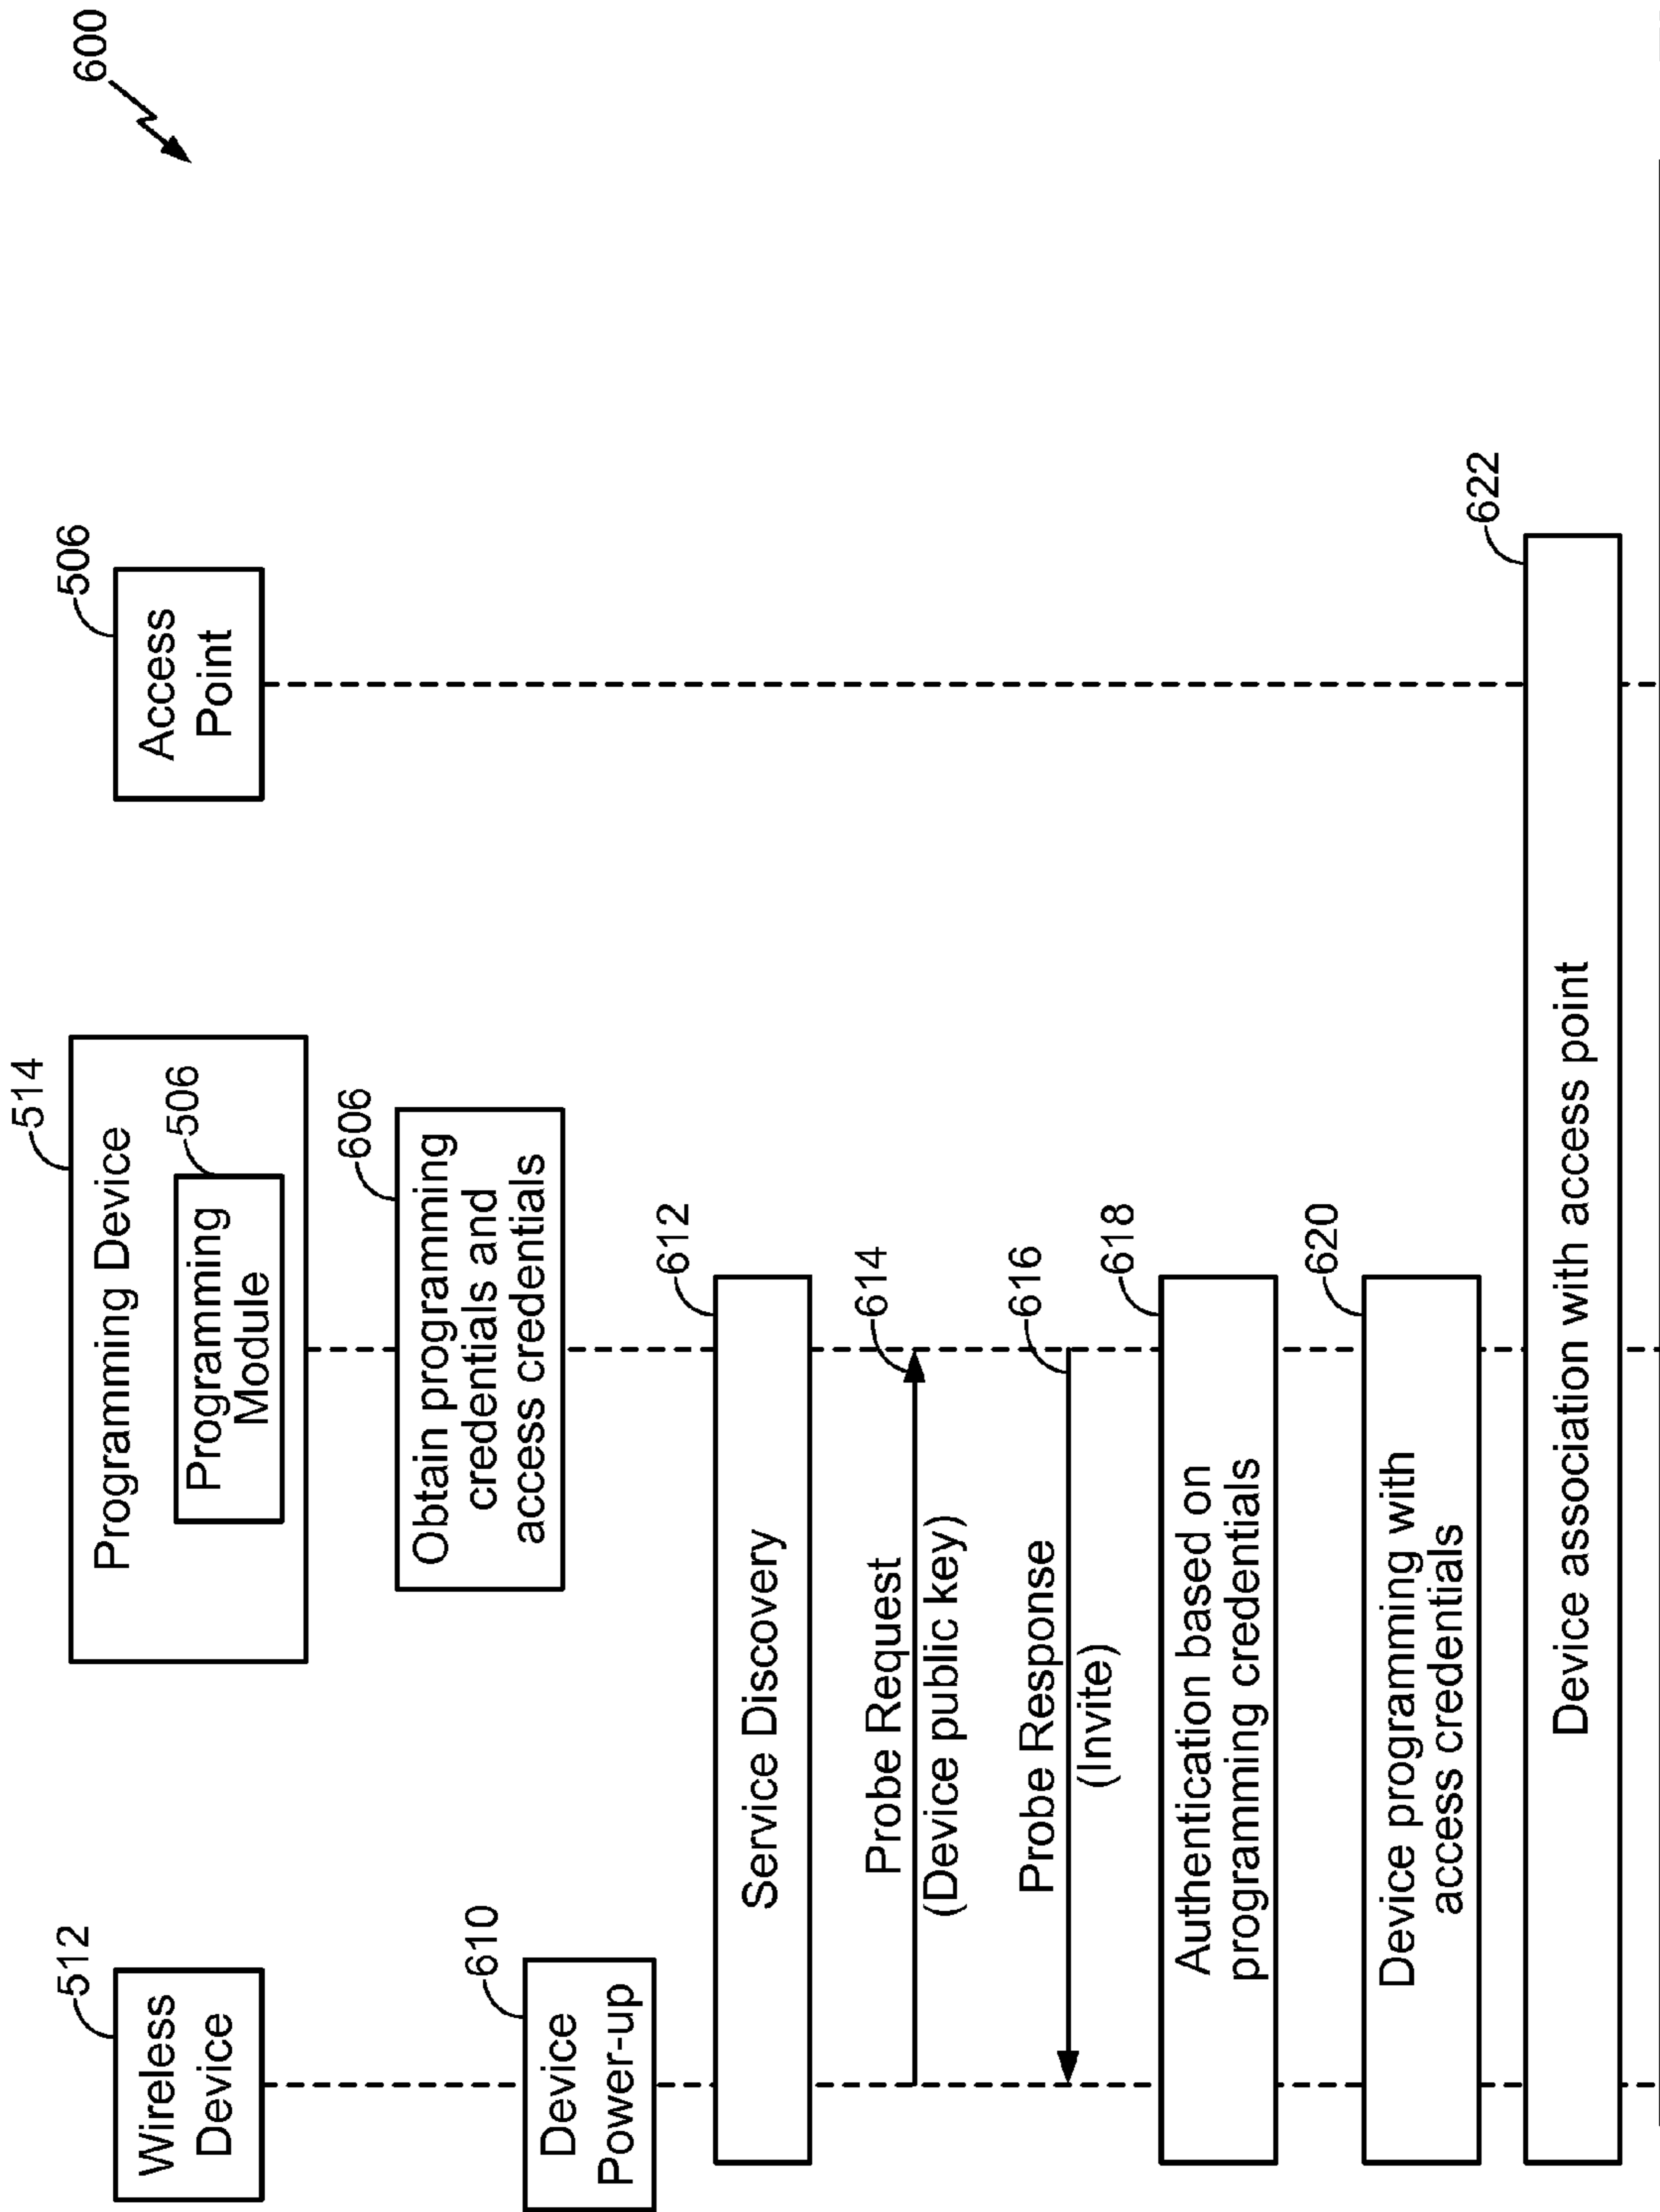 600
512
Wireless
Device
514
Programming Device
506
Programming
Module
506
Access
Point
606
Obtain programming
credentials and
access credentials
610
Device
Power-up
612
Service Discovery
614
Probe Request
(Device public key)
616
Probe Response
(Invite)
618
Authentication based on
programming credentials
620
Device programming with
access credentials
622
Device association with access point